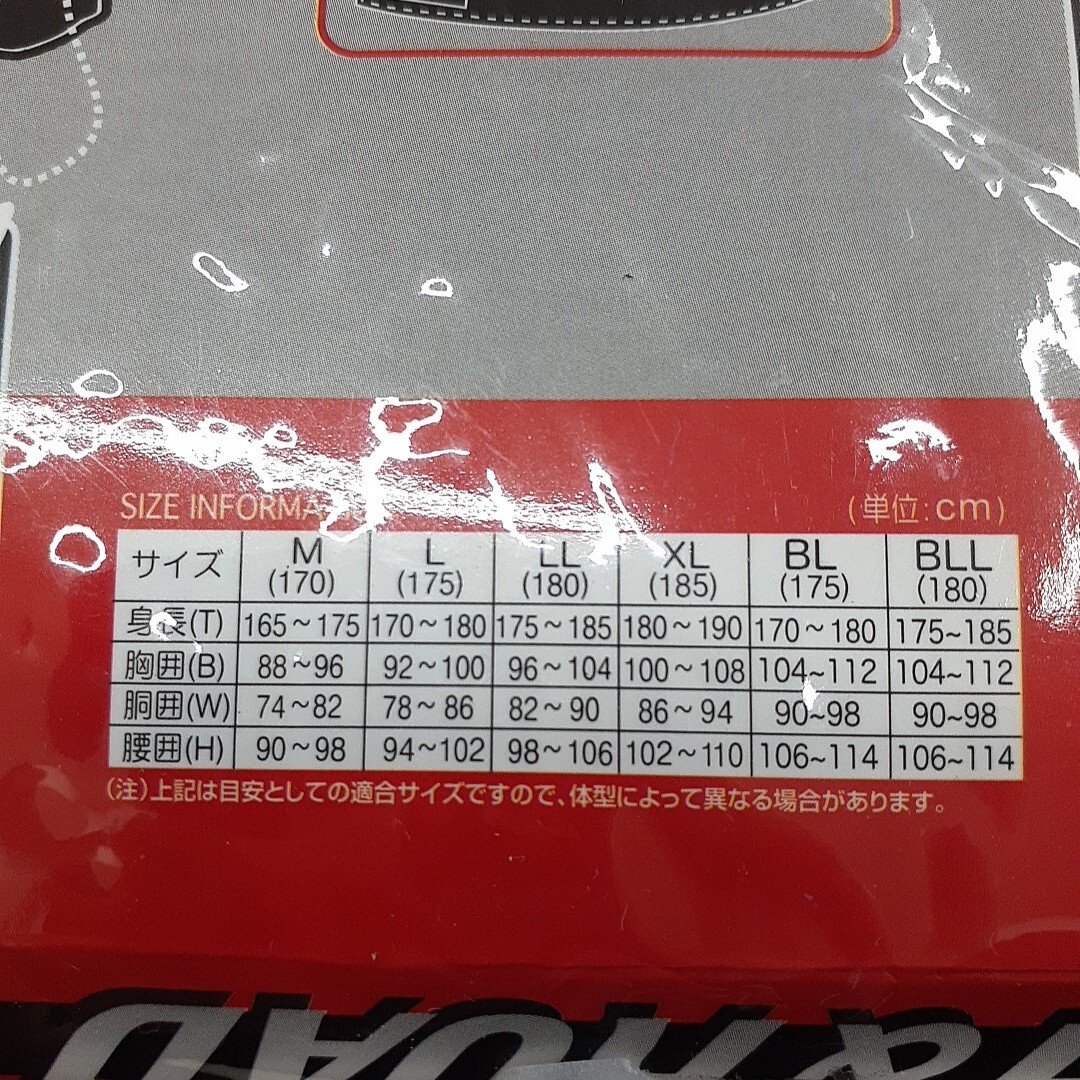 SIZE INFORMA
(単位:cm)
サイズ M (170) L (175) LL (180) XL (185) BL (175) BLL (180)
身長(T) 165～175 170～180 175～185 180～190 170～180 175~185
胸囲(B) 88～96 92～100 96～104 100～108 104~112 104~112
胴囲(W) 74～82 78～86 82～90 86～94 90~98 90~98
腰囲(H) 90～98 94~102 98～106 102～110 106~114 106~114
(注)上記は目安としての適合サイズですので、体型によって異なる場合があります。